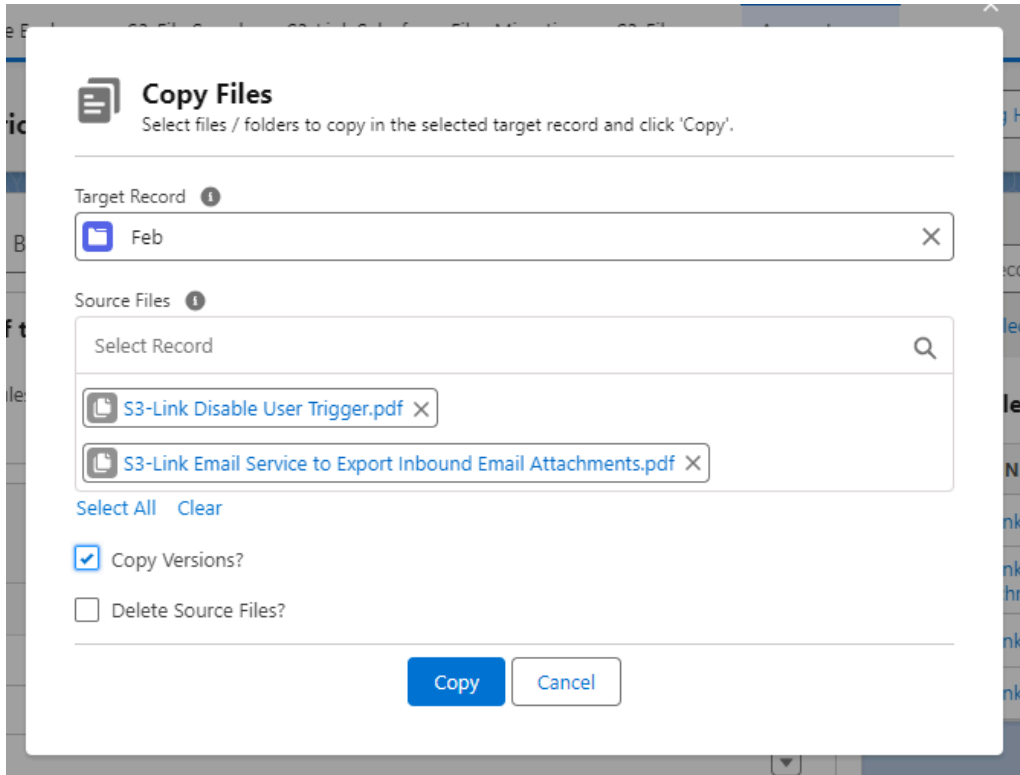 Copy Files
Select files / folders to copy in the selected target record and click 'Copy'.
Target Record
Feb
Source Files
Select Record
S3-Link Disable User Trigger.pdf
S3-Link Email Service to Export Inbound Email Attachments.pdf
Select All Clear
Copy Versions?
Delete Source Files?
Copy Cancel